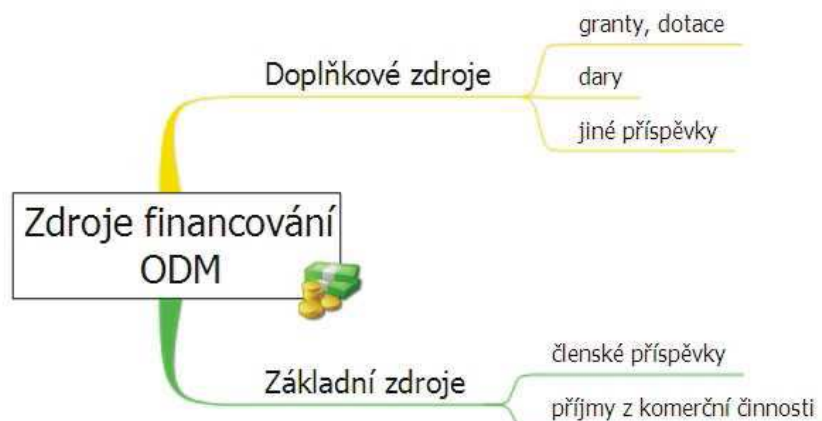 granty, dotace
Doplňkové zdroje
dary
jiné příspěvky
Zdroje financování
ODM
členské příspěvky
Základní zdroje
příjmy z komerční činnosti